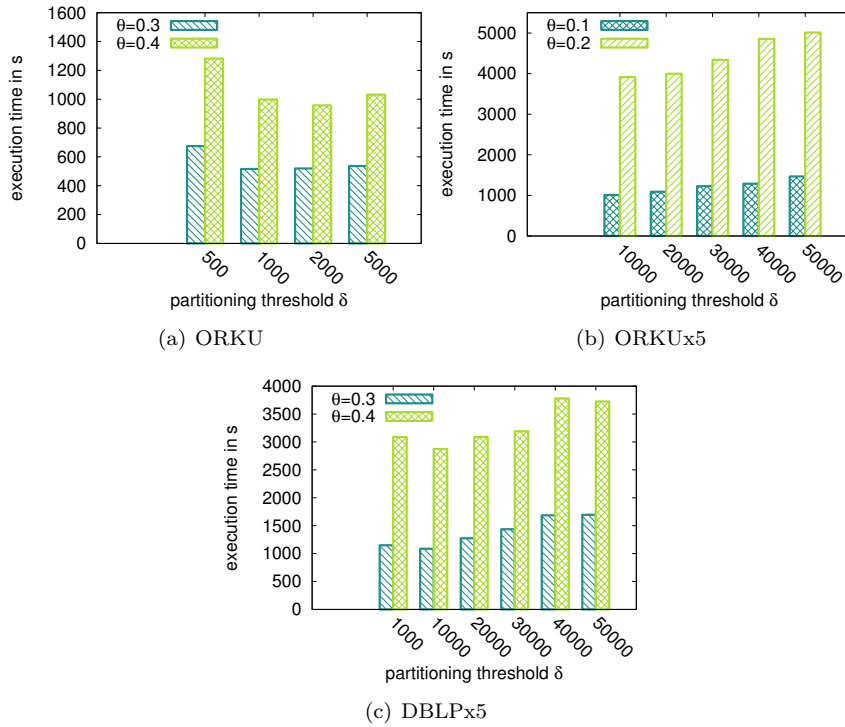 execution time in s
1600
1400
1200
1000
800
600
400
200
0
θ=0.3
θ=0.4
500
1000
2000
5000
partitioning threshold δ
(a) ORKU
execution time in s
5000
4000
3000
2000
1000
0
θ=0.1
θ=0.2
10000
20000
30000
40000
50000
partitioning threshold δ
(b) ORKUx5
execution time in s
4000
3500
3000
2500
2000
1500
1000
500
0
θ=0.3
θ=0.4
1000
10000
20000
30000
40000
50000
partitioning threshold δ
(c) DBLPx5